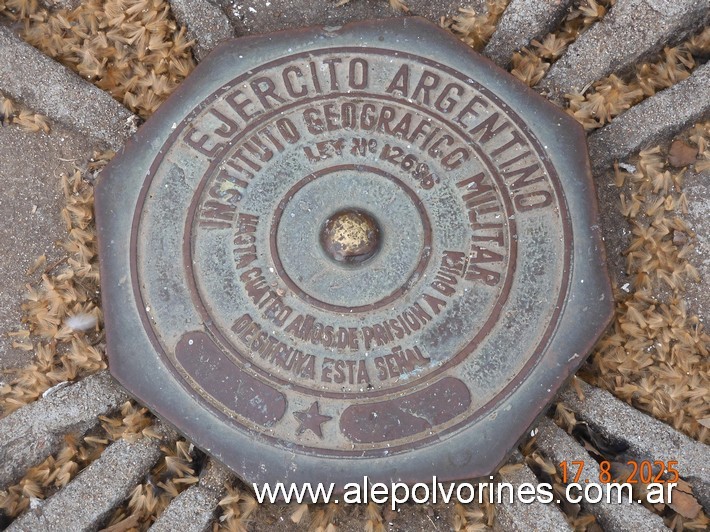 EJERCITO ARGENTINO
INSTITUTO GEOGRAFICO MILITAR
LEY Nº 12696
HASTA CUATRO AÑOS DE PRISION A QUIEN
DESTRUYA ESTA SEÑAL
17.8.2025
www.alepolvorines.com.ar